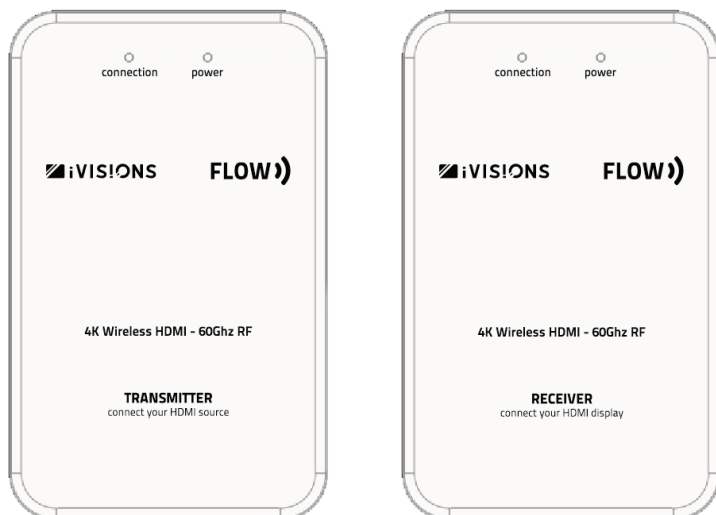 connection power
iVISIONS FLOW
4K Wireless HDMI - 60Ghz RF
TRANSMITTER
connect your HDMI source
connection power
iVISIONS FLOW
4K Wireless HDMI - 60Ghz RF
RECEIVER
connect your HDMI display